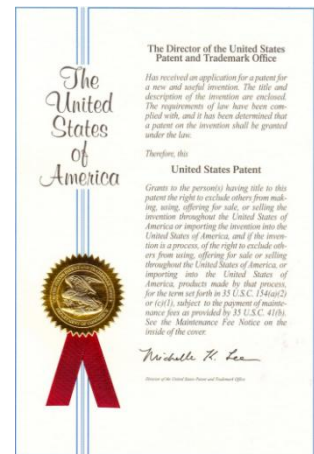 The
United
States
of
America
The Director of the United States
Patent and Trademark Office
Has received an application for a patent for
a new and useful invention. The title and
description of the invention are enclosed.
The requirements of law have been com-
plied with, and it has been determined that
a patent on the invention shall be granted
under the law.
Therefore, this
United States Patent
Grants to the person(s) having title to this
patent the right to exclude others from mak-
ing, using, offering for sale, or selling the
invention throughout the United States of
America or importing the invention into the
United States of America, and if the inven-
tion is a process, of the right to exclude oth-
ers from using, offering for sale or selling
throughout the United States of America, or
importing into the United States of
America, products made by that process,
for the term set forth in 35 U.S.C. 154(a)(2)
or (c)(1), subject to the payment of mainte-
nance fees as provided by 35 U.S.C. 41(b).
See the Maintenance Fee Notice on the
inside of the cover.
Michelle K. Lee
Director of the United States Patent and Trademark Office